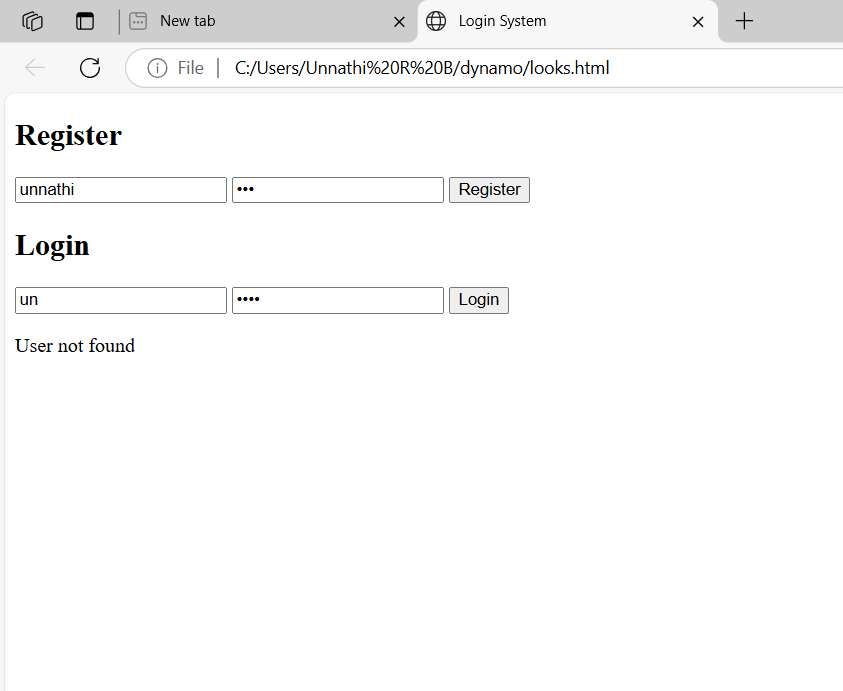 New tab Login System
File C:/Users/Unnathi%20R%20B/dynamo/looks.html
Register
unnathi ••• Register
Login
un •••• Login
User not found